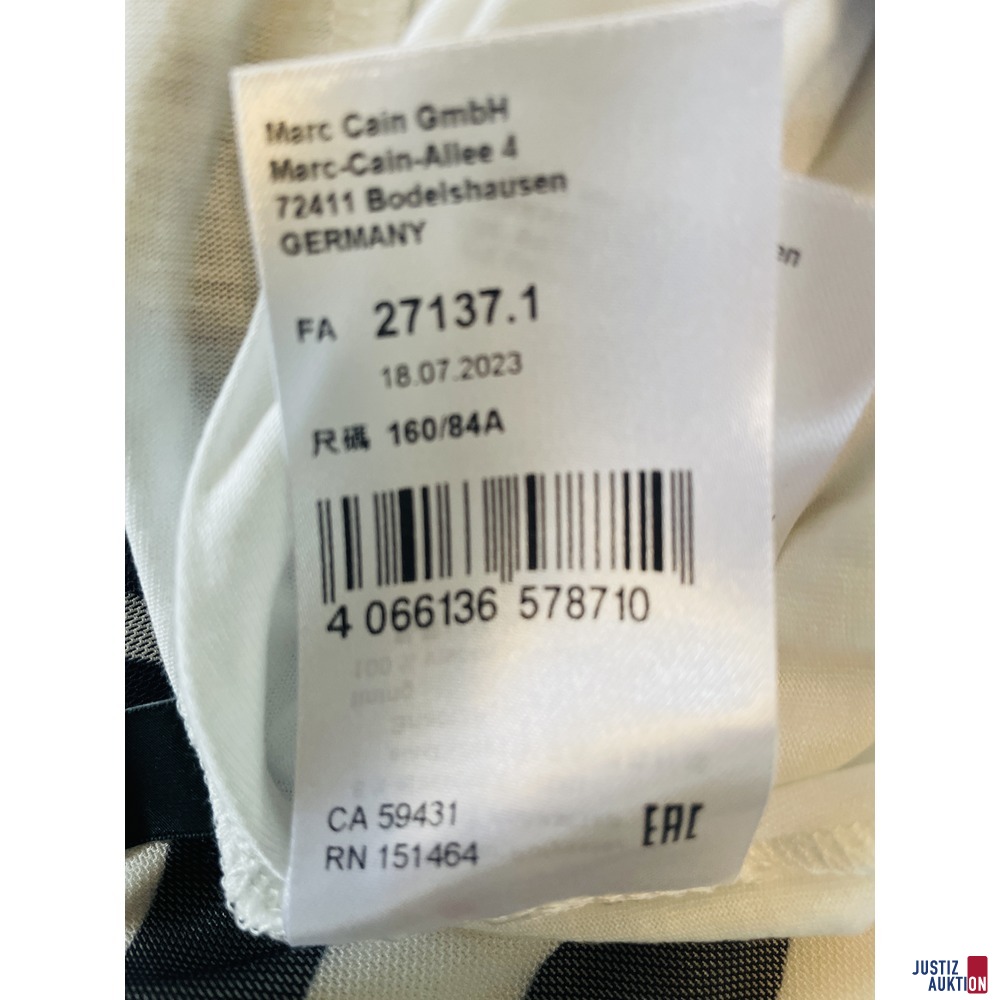 Marc Cain GmbH
Marc-Cain-Allee 4
72411 Bodelshausen
GERMANY
en
FA 27137.1
18.07.2023
尺碼 160/84A
4 066136 578710
CA 59431
RN 151464
EAC
JUSTIZ
AUKTION